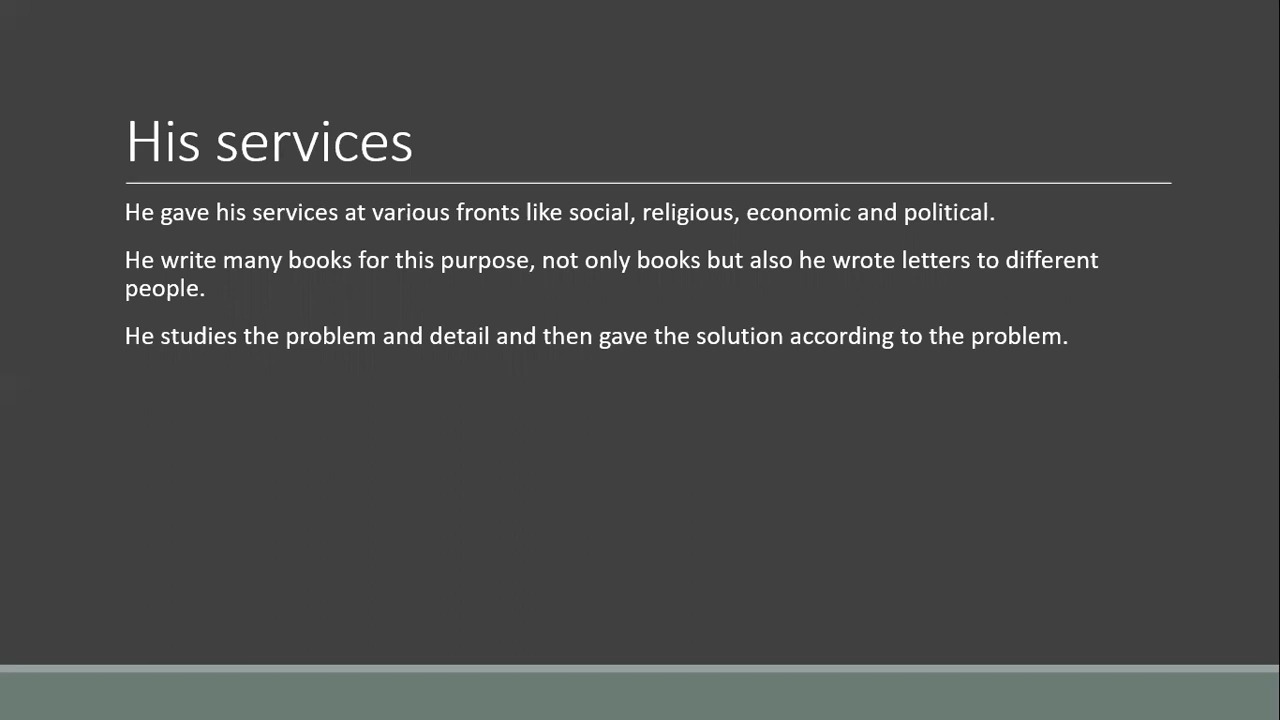 His services
He gave his services at various fronts like social, religious, economic and political.
He write many books for this purpose, not only books but also he wrote letters to different
people.
He studies the problem and detail and then gave the solution according to the problem.